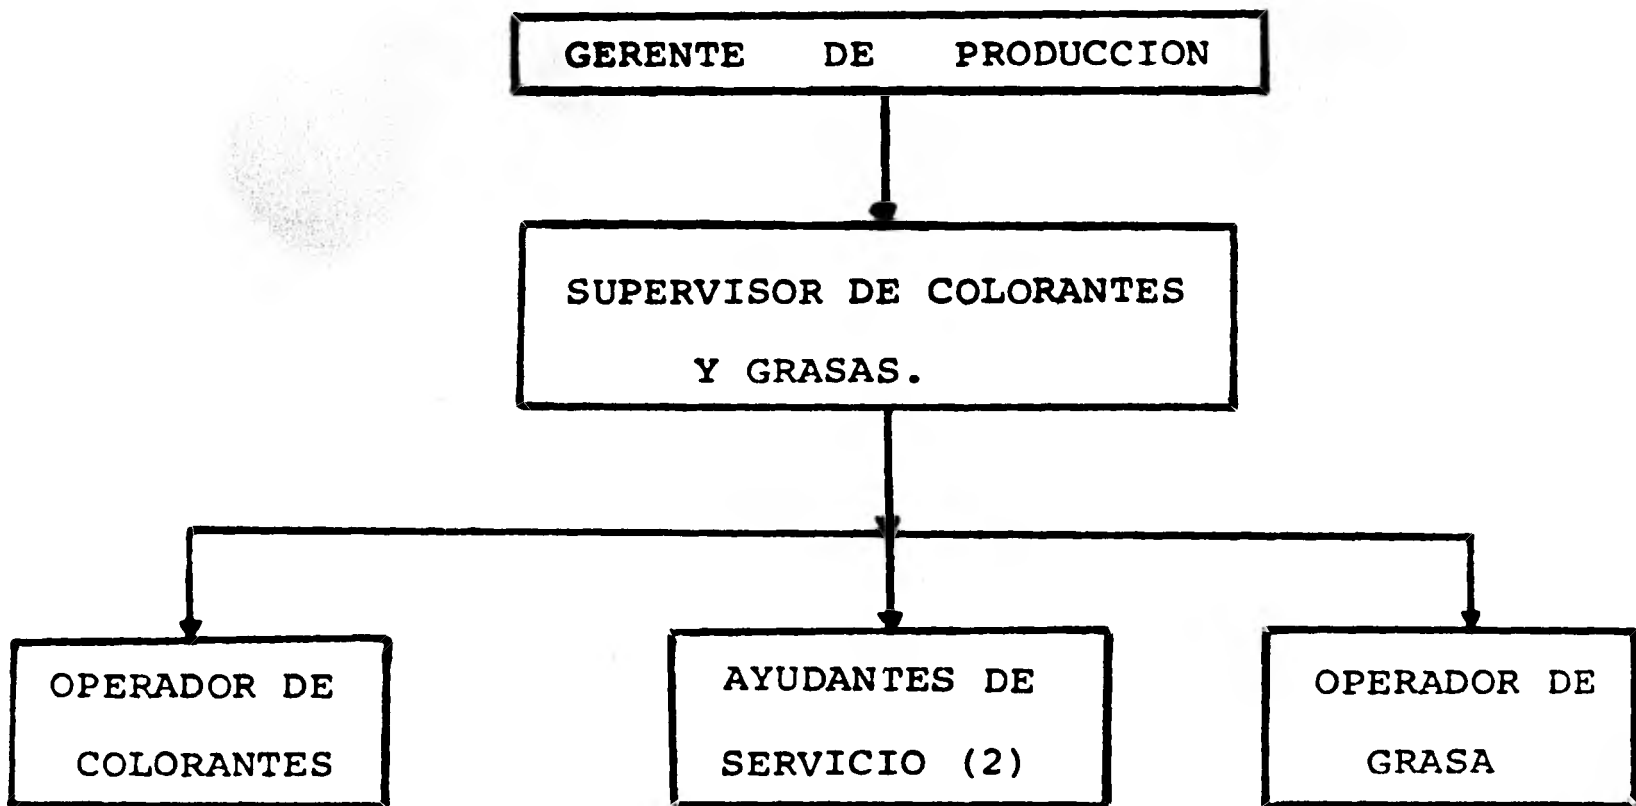 GERENTE DE PRODUCCION
SUPERVISOR DE COLORANTES
Y GRASAS.
OPERADOR DE
COLORANTES
AYUDANTES DE
SERVICIO (2)
OPERADOR DE
GRASA